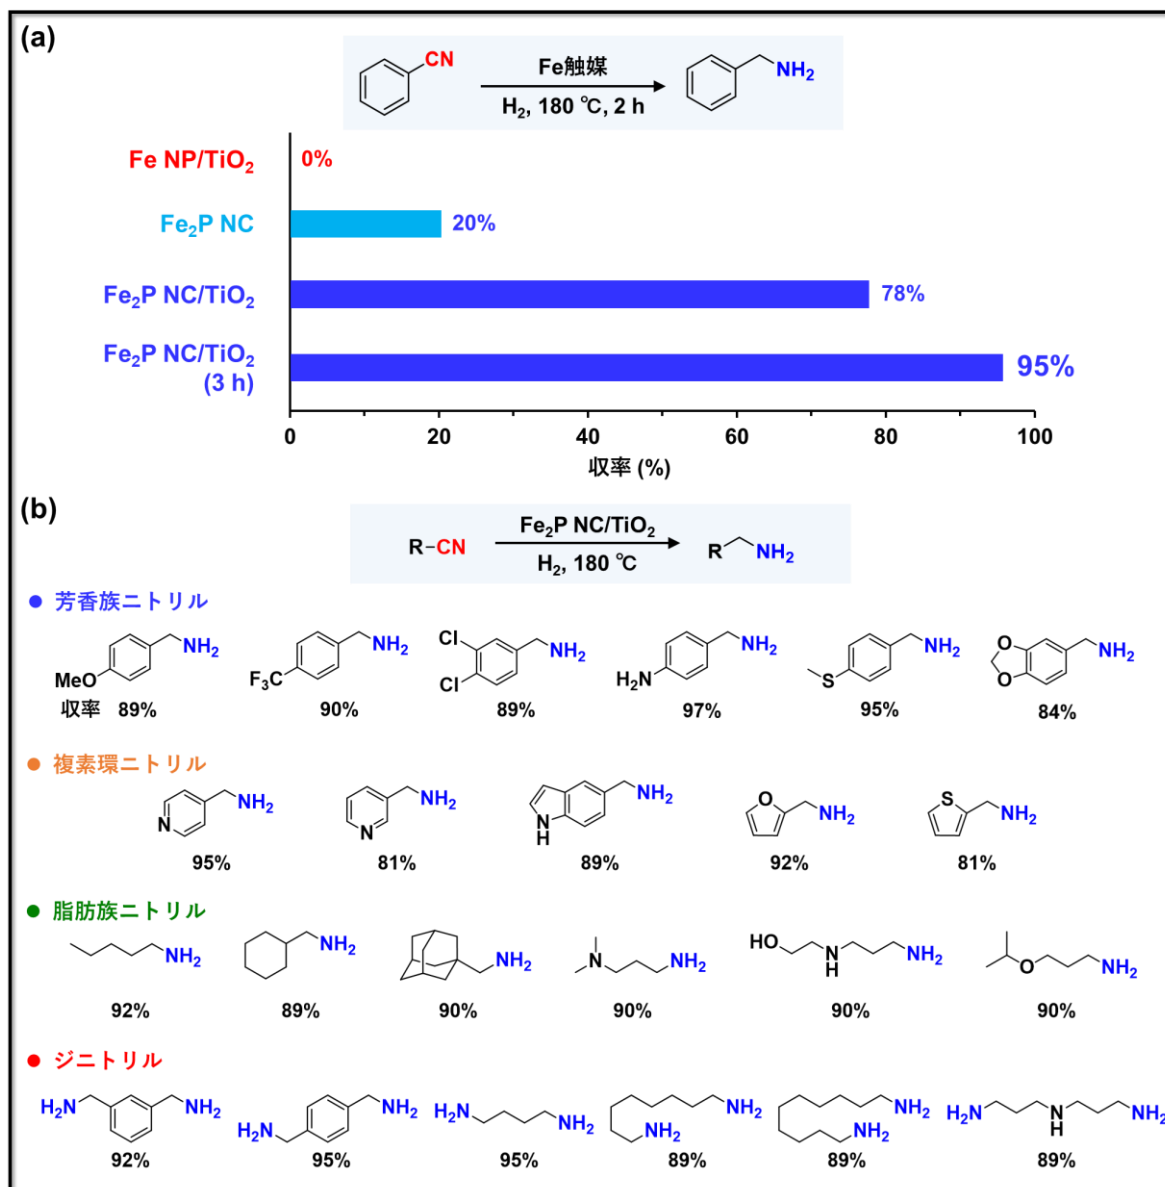 (a)
CN
Fe触媒
H₂, 180 ℃, 2 h
NH₂
Fe NP/TiO₂
0%
Fe₂P NC
20%
Fe₂P NC/TiO₂
78%
Fe₂P NC/TiO₂
(3 h)
95%
0 20 40 60 80 100
収率 (%)
(b)
R-CN
Fe₂P NC/TiO₂
H₂, 180 ℃
R NH₂
● 芳香族ニトリル
MeO NH₂
F₃C NH₂
Cl Cl NH₂
H₂N NH₂
S NH₂
O O NH₂
収率 89% 90% 89% 97% 95% 84%
● 複素環ニトリル
N NH₂
N NH₂
N H NH₂
O NH₂
S NH₂
95% 81% 89% 92% 81%
● 脂肪族ニトリル
NH₂
NH₂
NH₂
N NH₂
HO N H NH₂
O NH₂
92% 89% 90% 90% 90% 90%
● ジニトリル
NH₂ NH₂
NH₂ NH₂
NH₂ NH₂
NH₂ NH₂
NH₂ NH₂
NH₂ N H NH₂
92% 95% 95% 89% 89% 89%